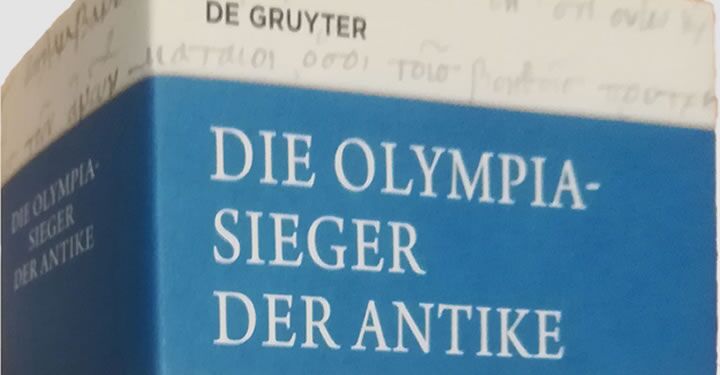 DE GRUYTER
DIE OLYMPIA-
SIEGER
DER ANTIKE
DIE OLYMPIA-
SIEGER
DER ANTIKE